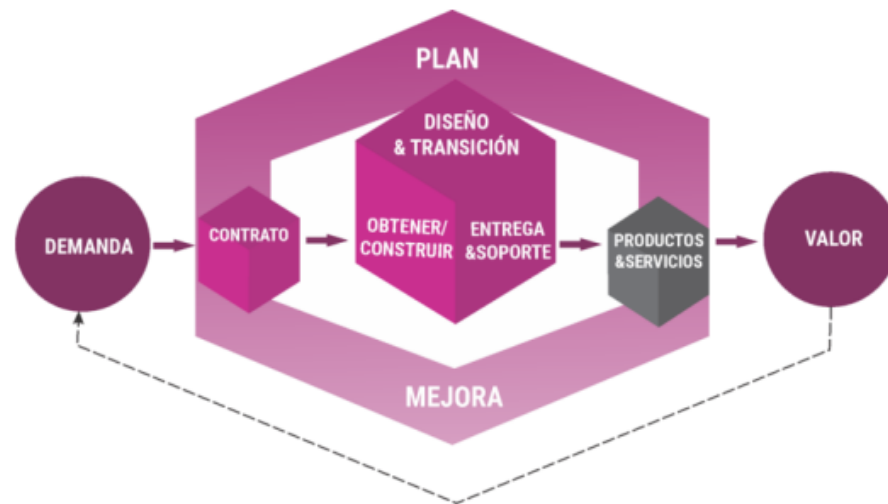 PLAN
DISEÑO
& TRANSICIÓN
DEMANDA
CONTRATO
OBTENER/
CONSTRUIR
ENTREGA
&SOPORTE
PRODUCTOS
&SERVICIOS
VALOR
MEJORA